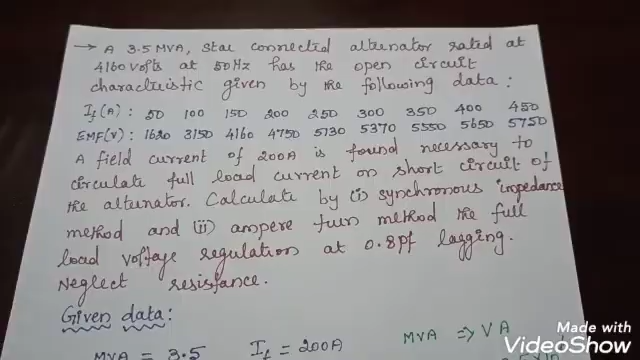 → A 3.5 MVA, star connected alternator rated at
4160 volts at 50Hz has the open circuit
characteristic given by the following data :
If(A) : 50 100 150 200 250 300 350 400 450
EMF(V) : 1620 3150 4160 4750 5130 5370 5550 5650 5750
A field current of 200A is found necessary to
circulate full load current on short circuit of
the alternator. Calculate by (i) synchronous impedance
method and (ii) ampere turn method the full
load voltage regulation at 0.8pf lagging.
Neglect resistance.
Given data:
MVA => VA
MVA = 3.5 If = 200A
Made with
VideoShow